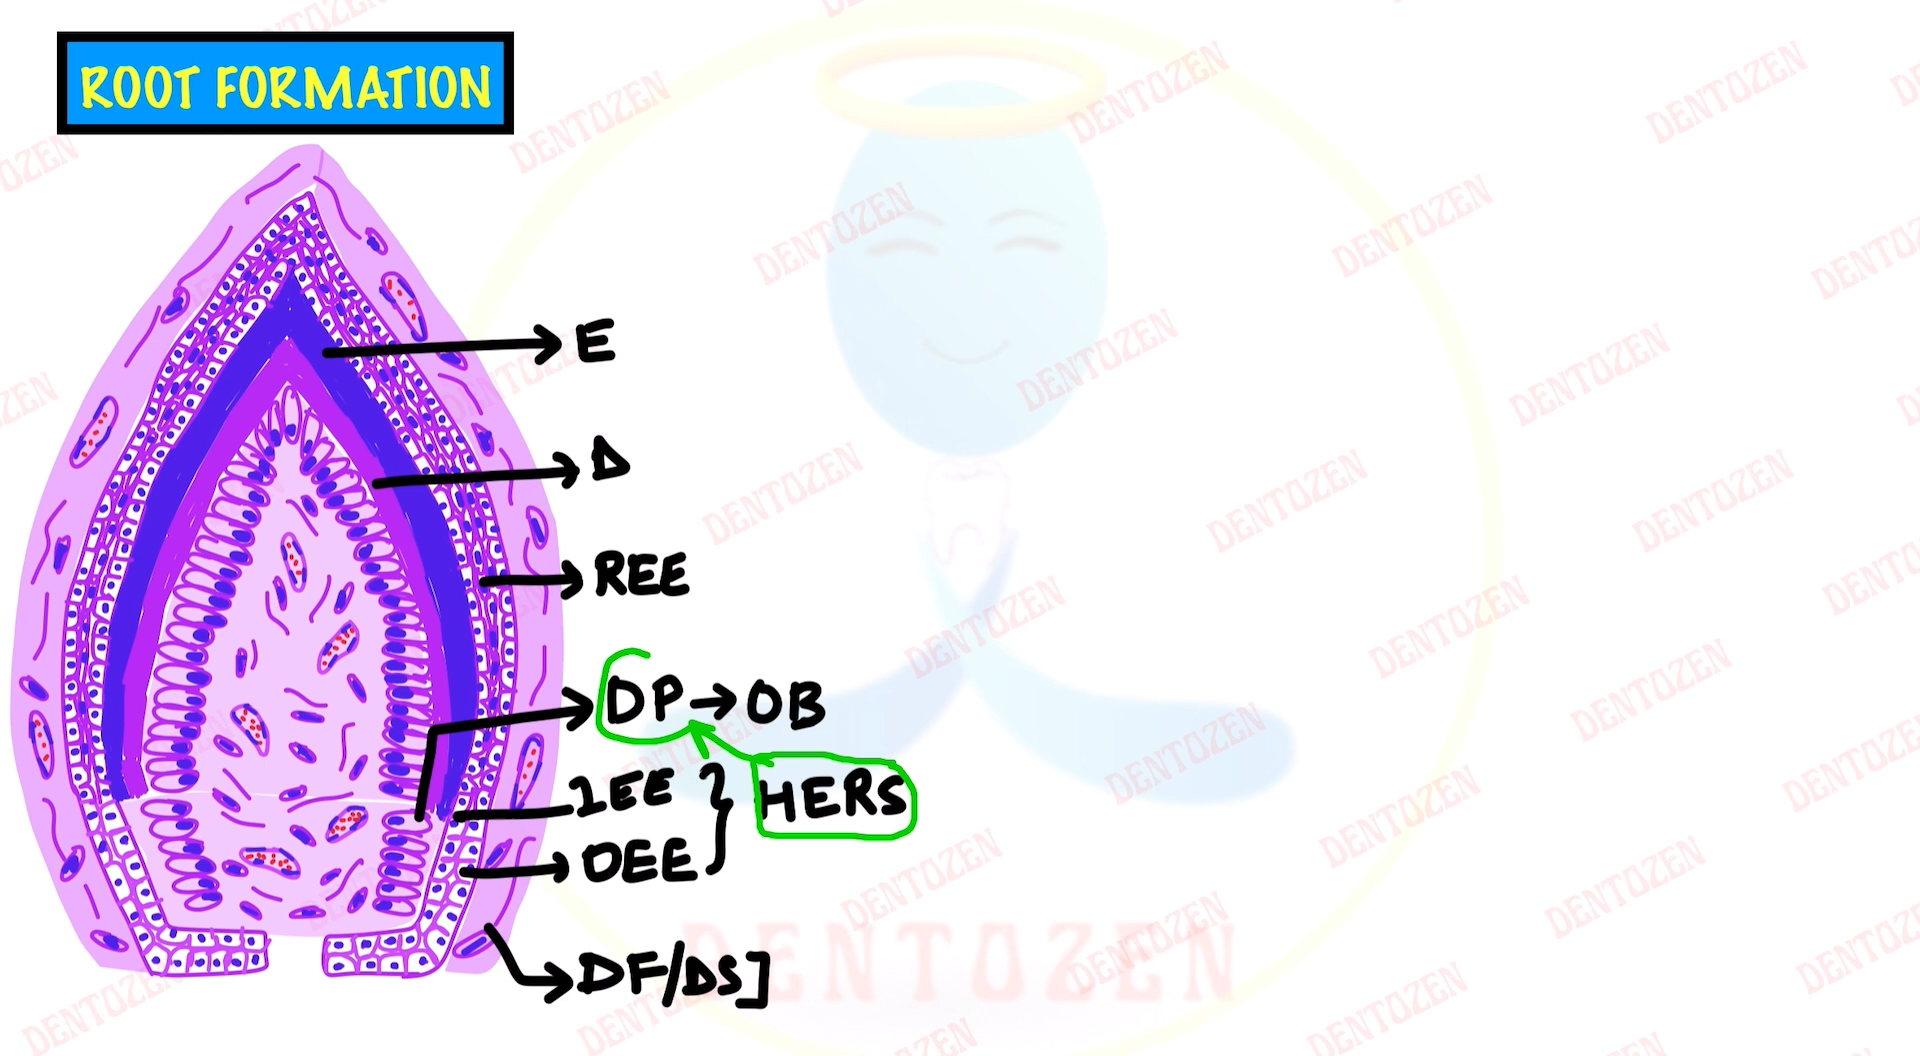 ROOT FORMATION
E
D
REE
DP→OB
IEE
HERS
OEE
DF/DS]
DENTOZEN